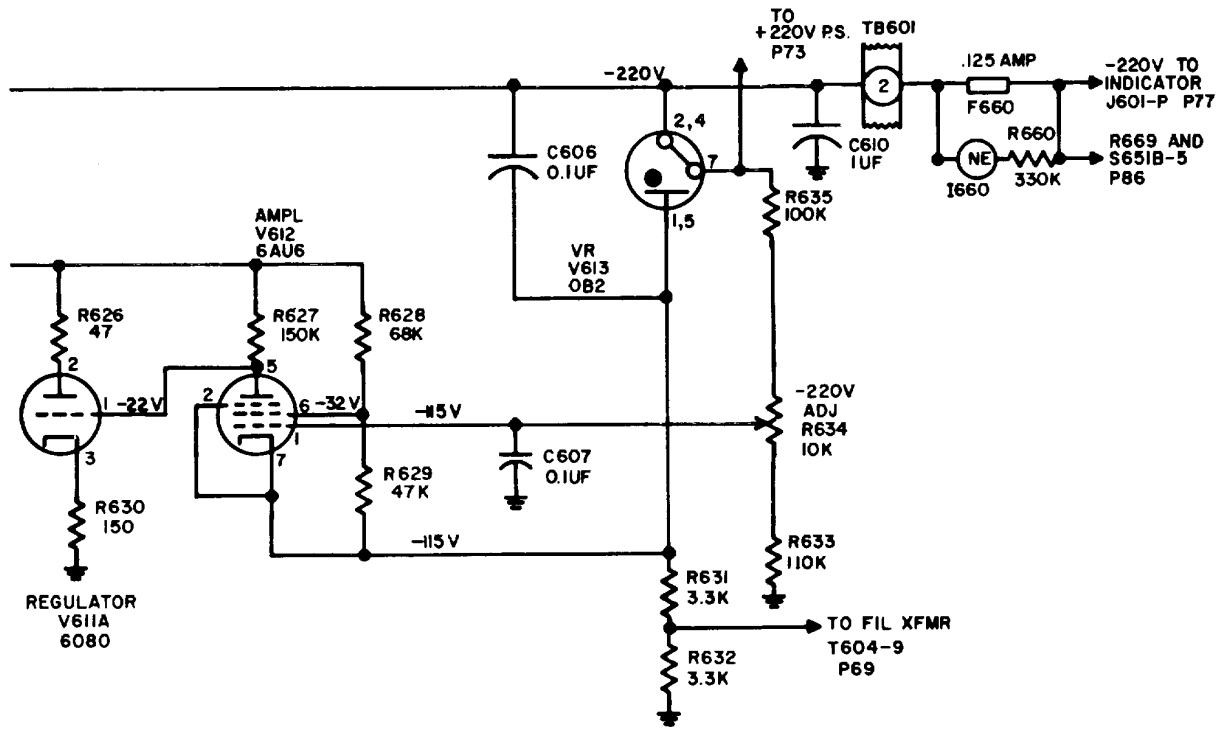 TO
+220V P.S.
P73
TB601
-220V
.125 AMP
-220V TO
INDICATOR
J601-P P77
2
F660
2,4
7
1,5
C606
0.1UF
C610
1UF
NE
I660
R660
330K
R669 AND
S651B-5
P86
R635
100K
AMPL
V612
6AU6
VR
V613
OB2
R626
47
R627
150K
R628
68K
2
1
-22V
3
5
2
6
-32V
1
7
-115V
-220V
ADJ
R634
10K
C607
0.1UF
R629
47K
R630
150
-115V
R633
110K
REGULATOR
V611A
6080
R631
3.3K
TO FIL XFMR
T604-9
P69
R632
3.3K